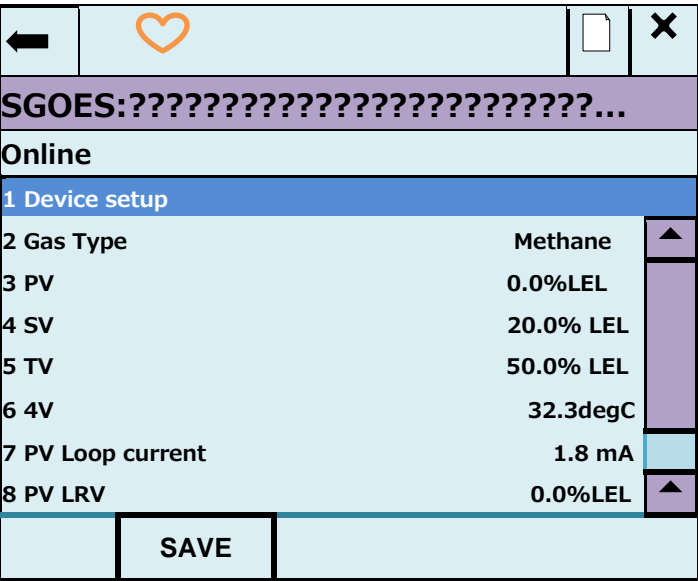 SGOES:??????????????????????????...
Online
1 Device setup
2 Gas Type Methane
3 PV 0.0%LEL
4 SV 20.0% LEL
5 TV 50.0% LEL
6 4V 32.3degC
7 PV Loop current 1.8 mA
8 PV LRV 0.0%LEL
SAVE